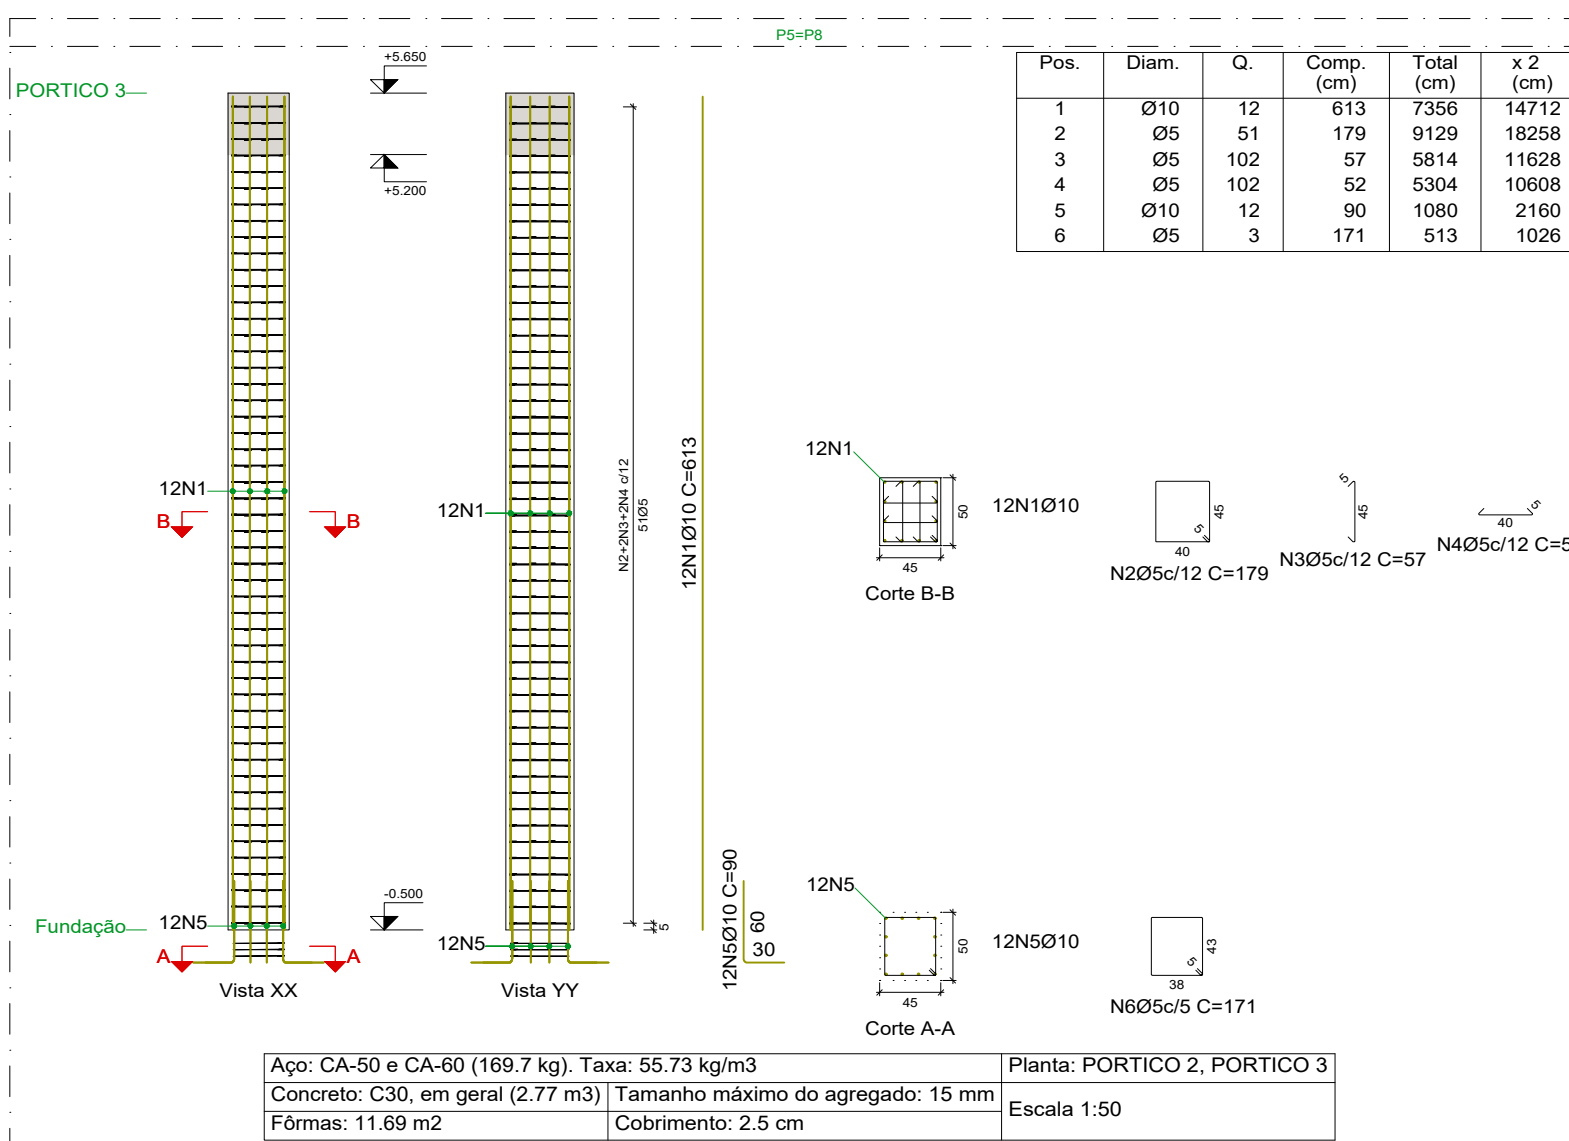 P5=P8
PORTICO 3
+5.650
+5.200
Pos. Diam. Q. Comp. (cm) Total (cm) x 2 (cm)
1 Ø10 12 613 7356 14712
2 Ø5 51 179 9129 18258
3 Ø5 102 57 5814 11628
4 Ø5 102 52 5304 10608
5 Ø10 12 90 1080 2160
6 Ø5 3 171 513 1026
12N1
B B
12N1
N2+2N3+2N4 c/12
51Ø5
12N1Ø10 C=613
12N1
50
45
12N1Ø10
Corte B-B
45
5
40
N2Ø5c/12 C=179
5
45
N3Ø5c/12 C=57
5
40
N4Ø5c/12 C=5
-0.500
Fundação
12N5
A A
Vista XX
12N5
Vista YY
5
12N5Ø10 C=90
60
30
12N5
50
45
12N5Ø10
Corte A-A
43
5
38
N6Ø5c/5 C=171
Aço: CA-50 e CA-60 (169.7 kg). Taxa: 55.73 kg/m3
Planta: PORTICO 2, PORTICO 3
Concreto: C30, em geral (2.77 m3)
Tamanho máximo do agregado: 15 mm
Escala 1:50
Fôrmas: 11.69 m2
Cobrimento: 2.5 cm